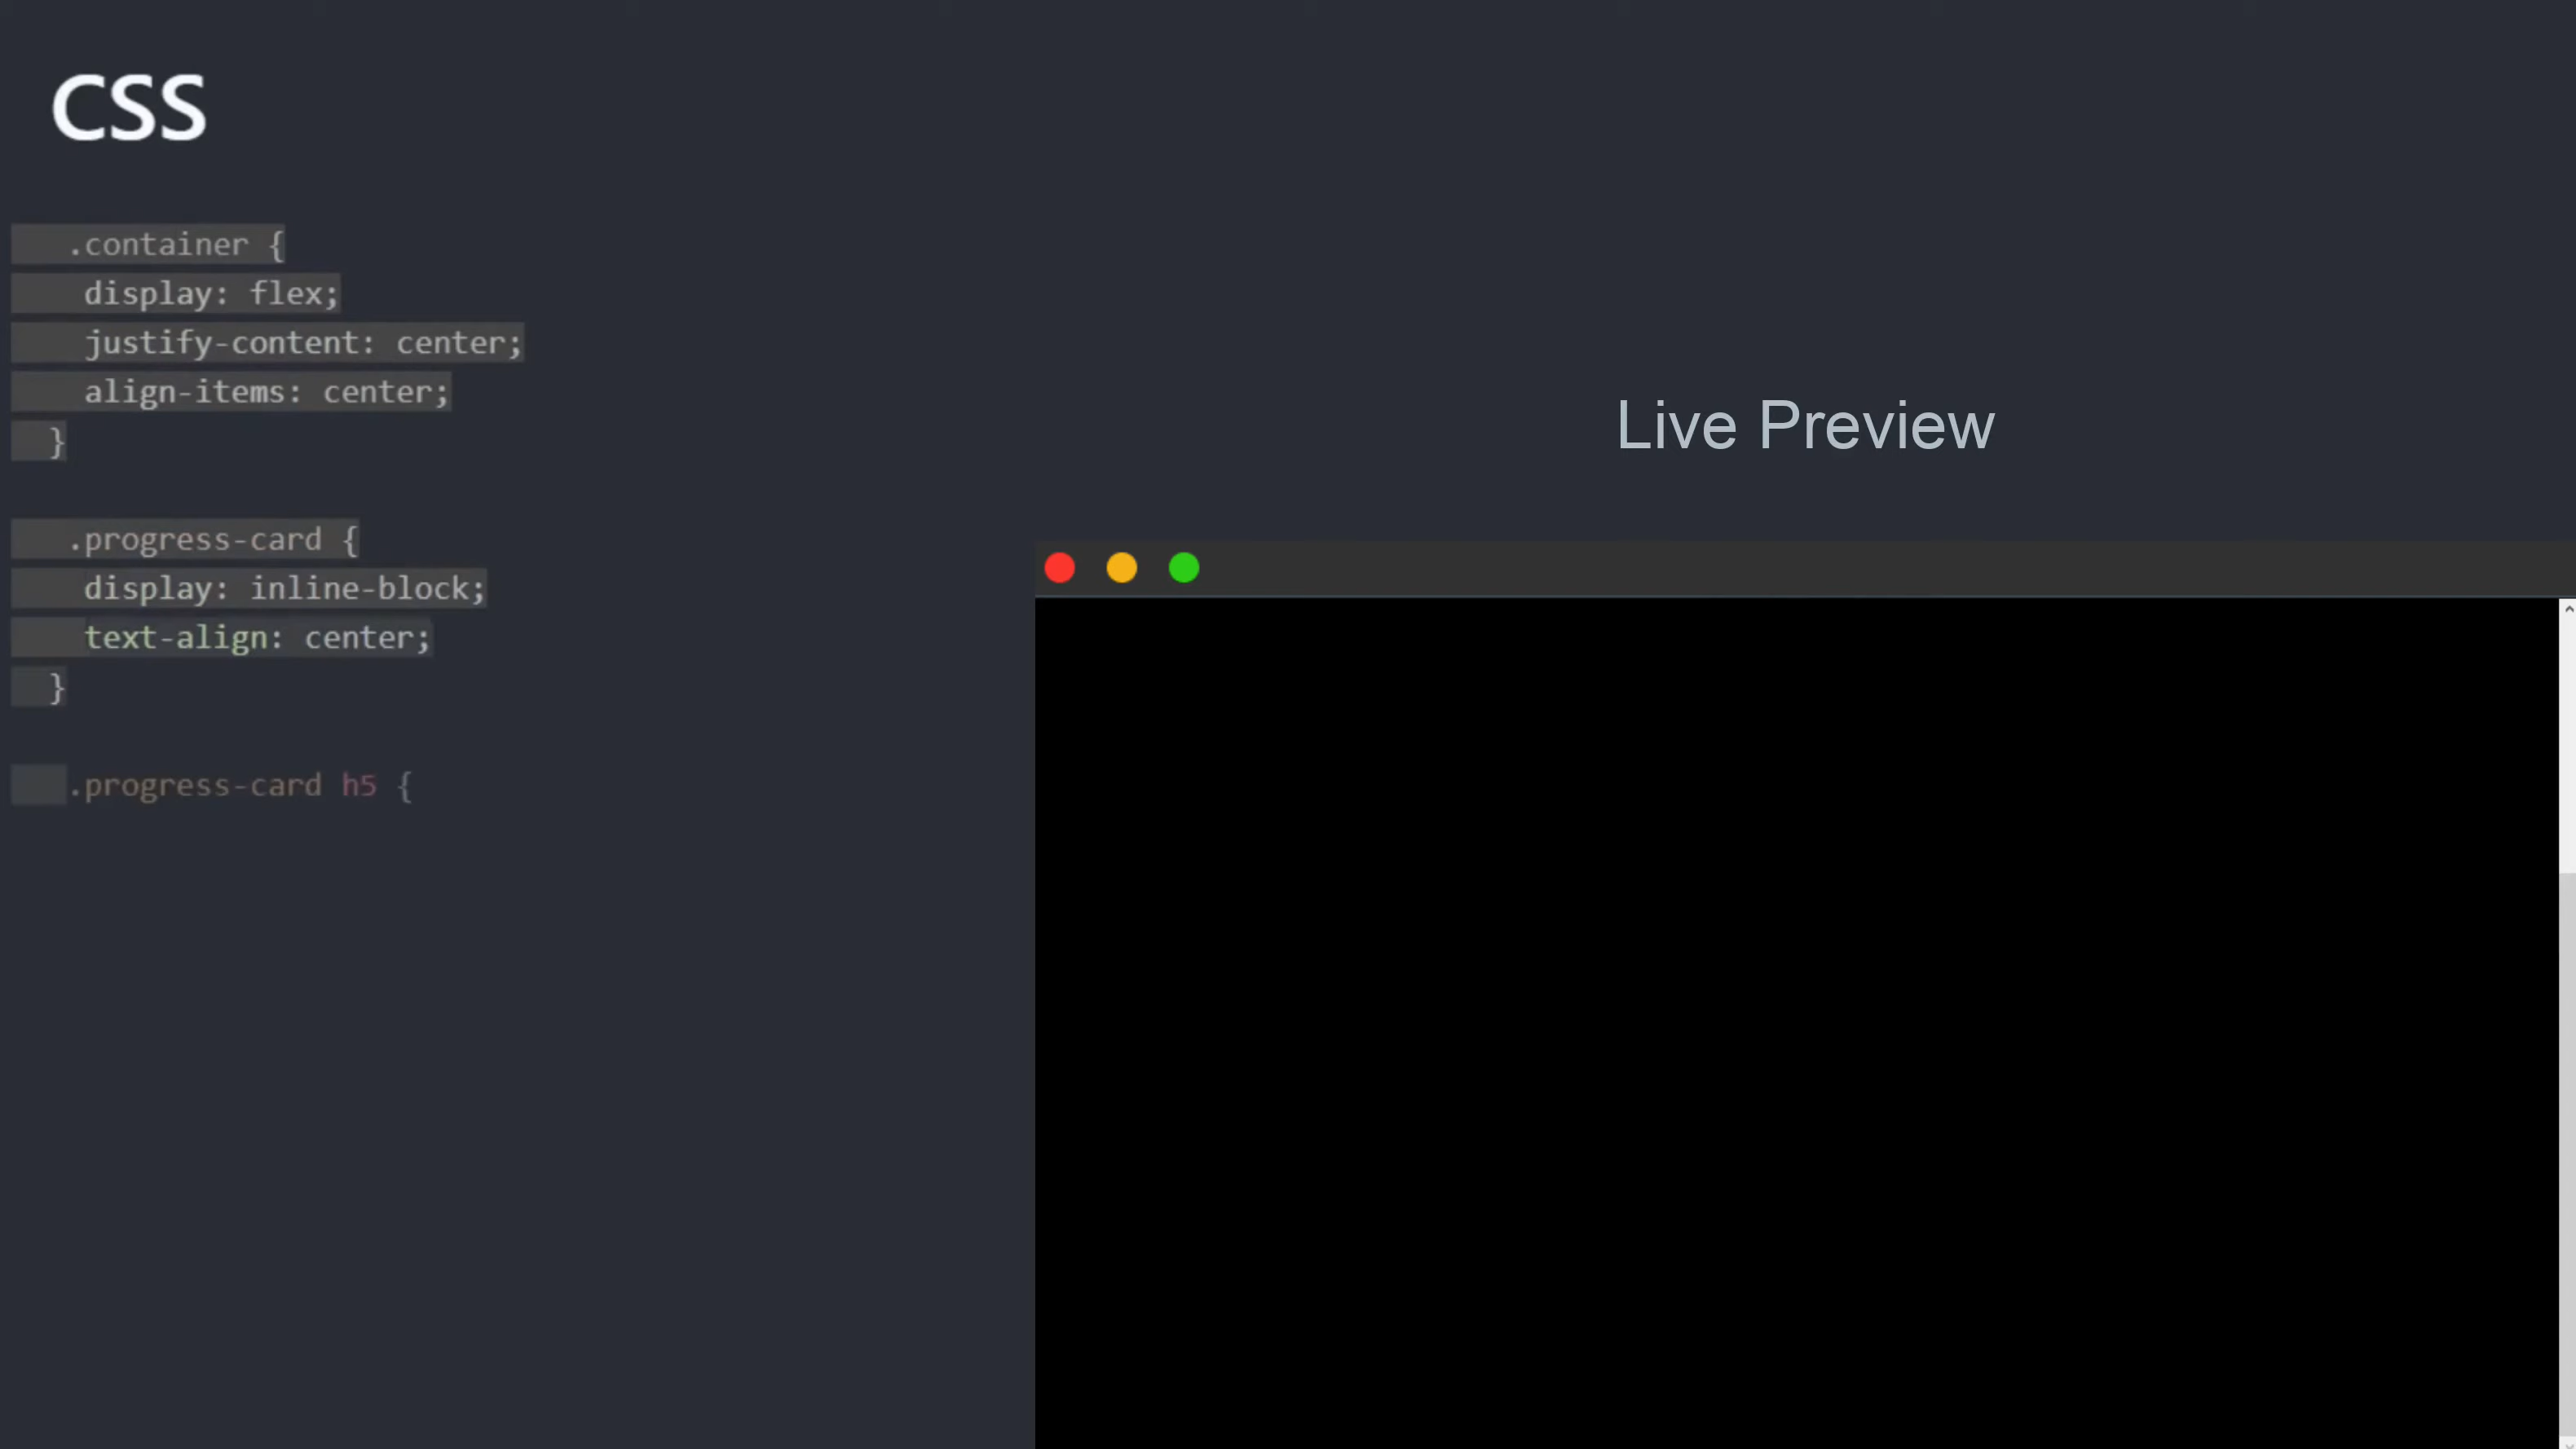 CSS
.container {
display: flex;
justify-content: center;
align-items: center;
}
.progress-card {
display: inline-block;
text-align: center;
}
.progress-card h5 {
Live Preview